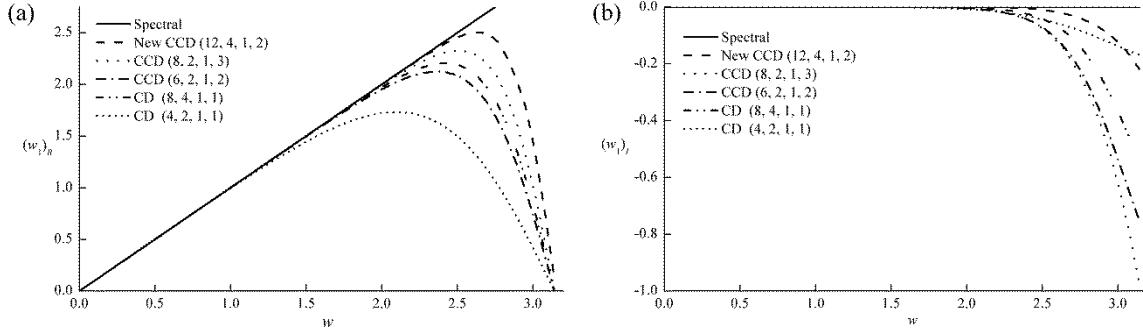 (a)
2.5
2.0
1.5
1.0
0.5
0.0
(w₁)R
Spectral
New CCD (12, 4, 1, 2)
CCD (8, 2, 1, 3)
CCD (6, 2, 1, 2)
CD (8, 4, 1, 1)
CD (4, 2, 1, 1)
0.0 0.5 1.0 1.5 2.0 2.5 3.0
w
(b)
0.0
-0.2
-0.4
-0.6
-0.8
-1.0
(w₁)I
Spectral
New CCD (12, 4, 1, 2)
CCD (8, 2, 1, 3)
CCD (6, 2, 1, 2)
CD (8, 4, 1, 1)
CD (4, 2, 1, 1)
0.0 0.5 1.0 1.5 2.0 2.5 3.0
w